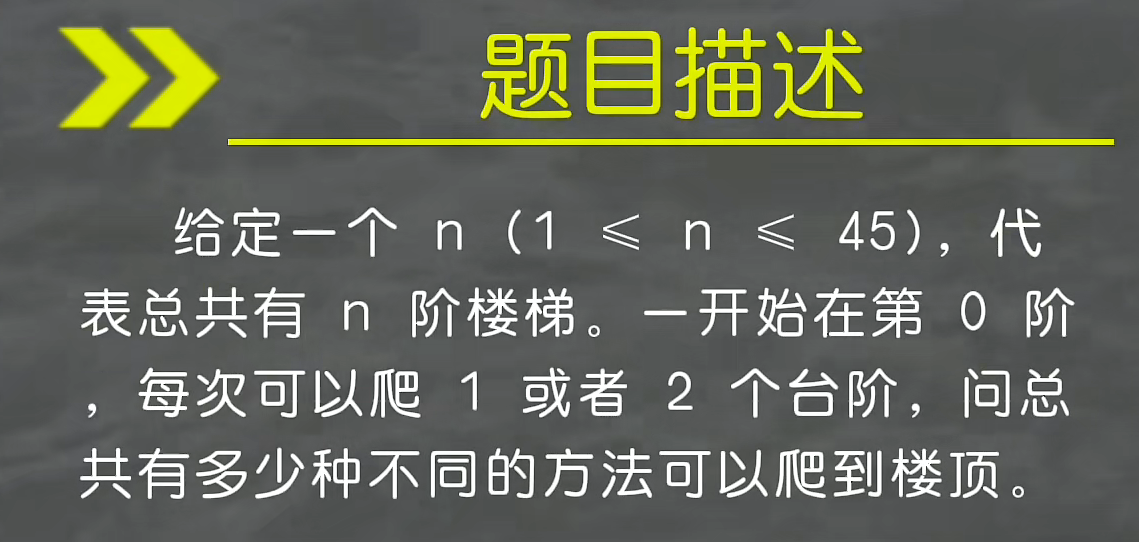 题目描述
给定一个 n (1 ≤ n ≤ 45)，代
表总共有 n 阶楼梯。一开始在第 0 阶
，每次可以爬 1 或者 2 个台阶，问总
共有多少种不同的方法可以爬到楼顶。